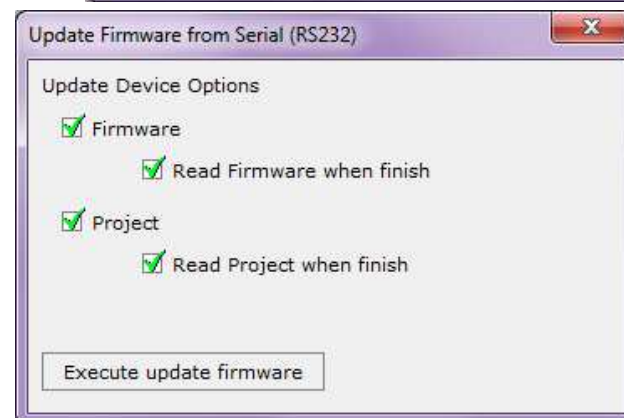 Update Firmware from Serial (RS232)
Update Device Options
Firmware
Read Firmware when finish
Project
Read Project when finish
Execute update firmware